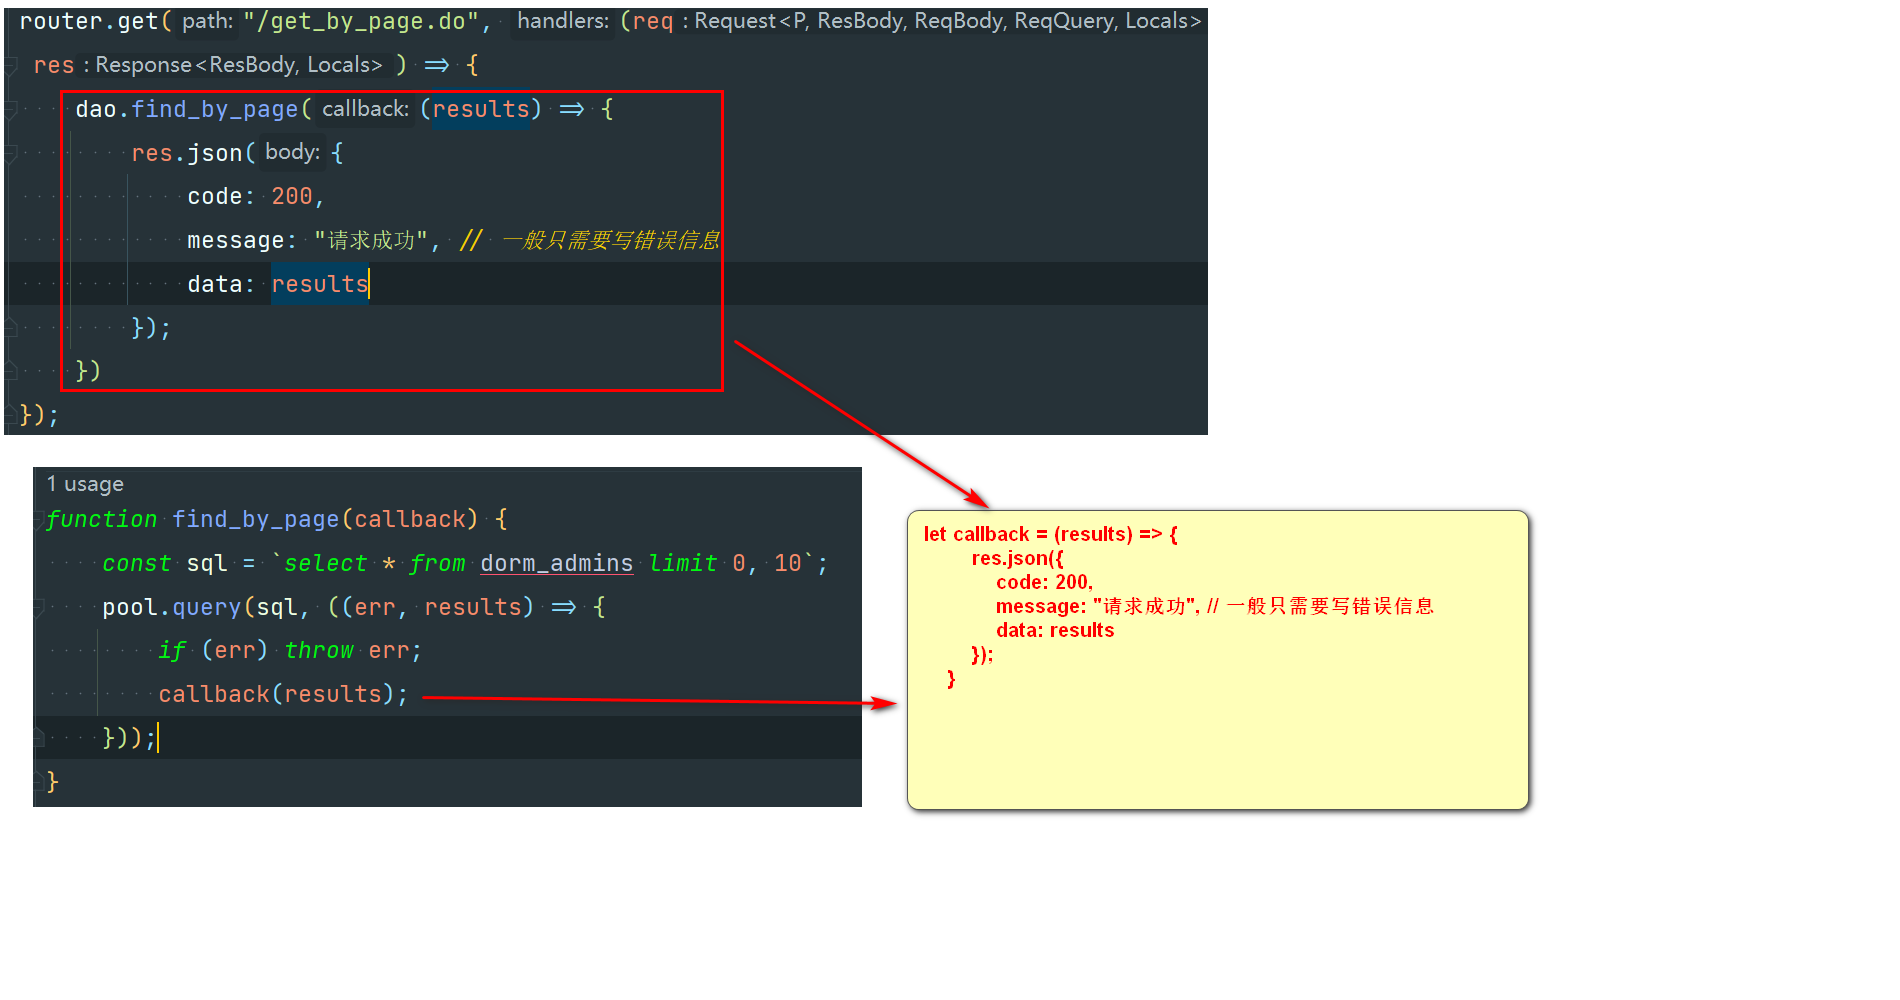 router.get( path: "/get_by_page.do", handlers: (req : Request<P, ResBody, ReqBody, ReqQuery, Locals>
res : Response<ResBody, Locals> ) => {
dao.find_by_page( callback: (results) => {
res.json( body: {
code: 200,
message: "请求成功", // 一般只需要写错误信息
data: results
});
})
});
1 usage
function find_by_page(callback) {
const sql = `select * from dorm_admins limit 0, 10`;
pool.query(sql, ((err, results) => {
if (err) throw err;
callback(results);
}));
}
let callback = (results) => {
res.json({
code: 200,
message: "请求成功", // 一般只需要写错误信息
data: results
});
}